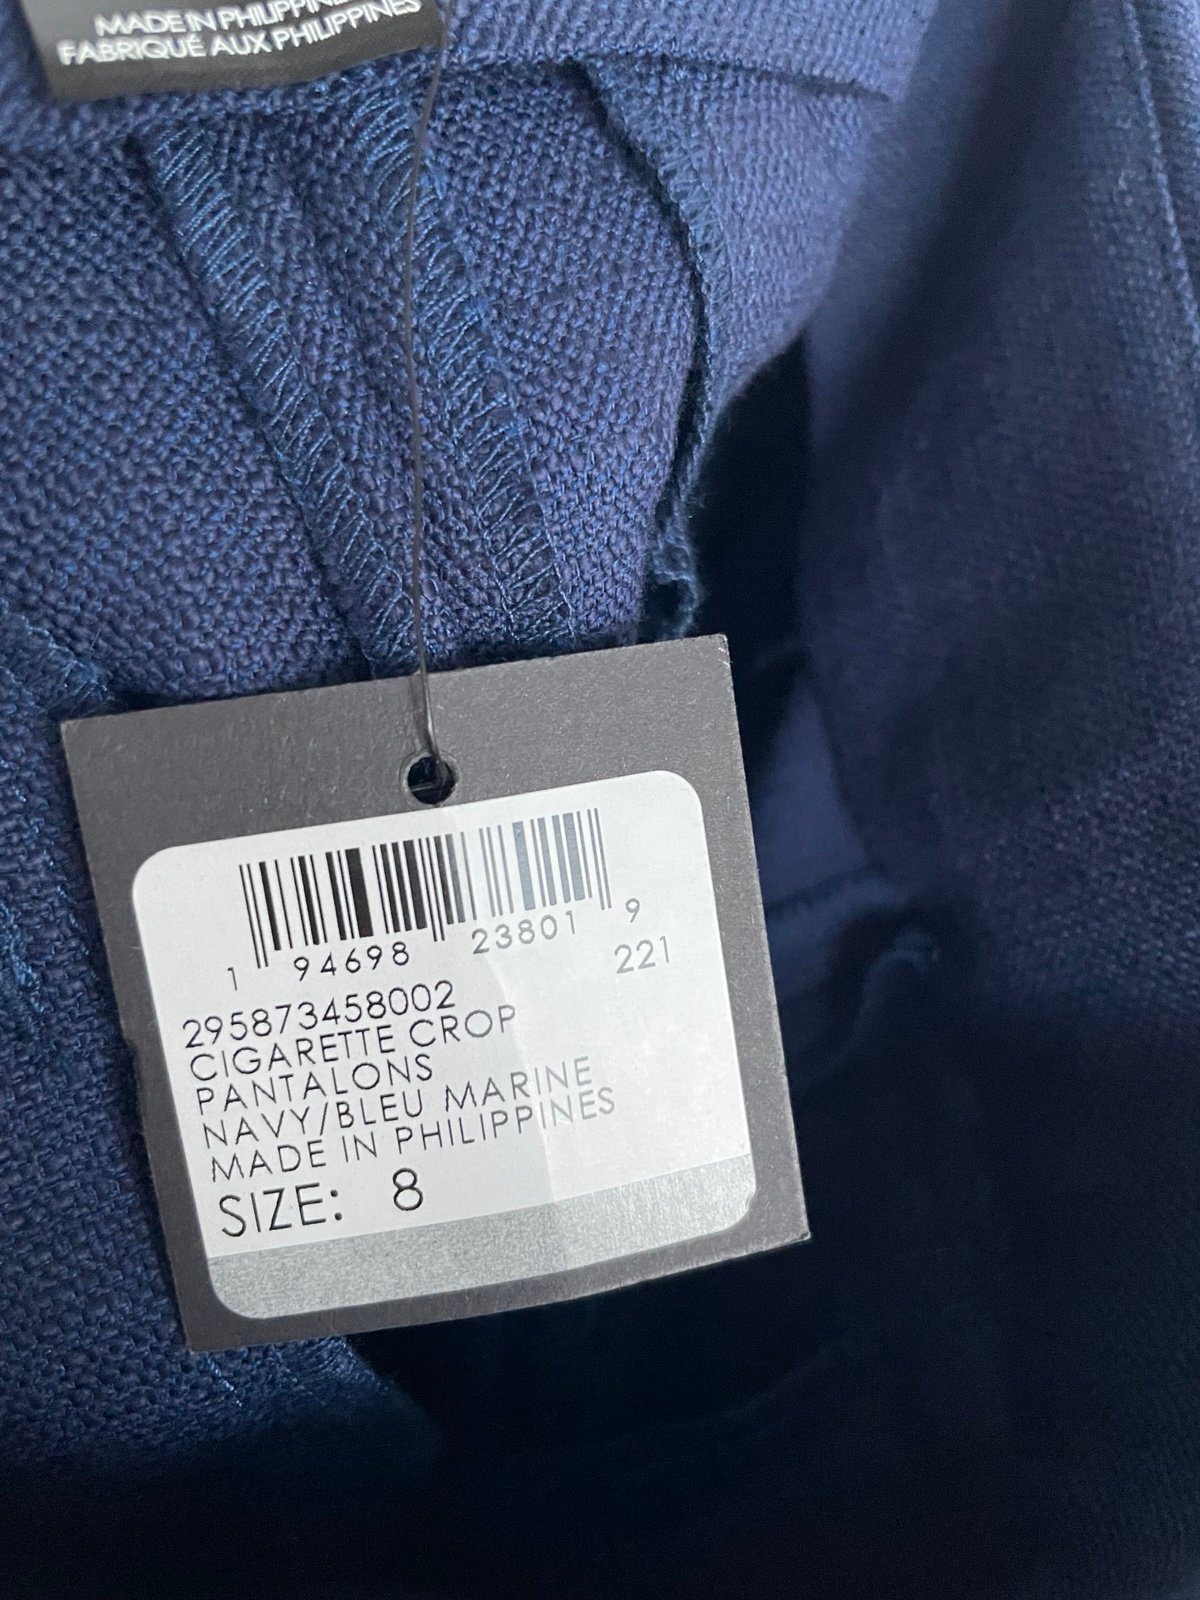 MADE IN PHILIPPINES
FABRIQUÉ AUX PHILIPPINES
1 94698 23801 9
221
295873458002
CIGARETTE CROP
PANTALONS
NAVY/BLEU MARINE
MADE IN PHILIPPINES
SIZE: 8